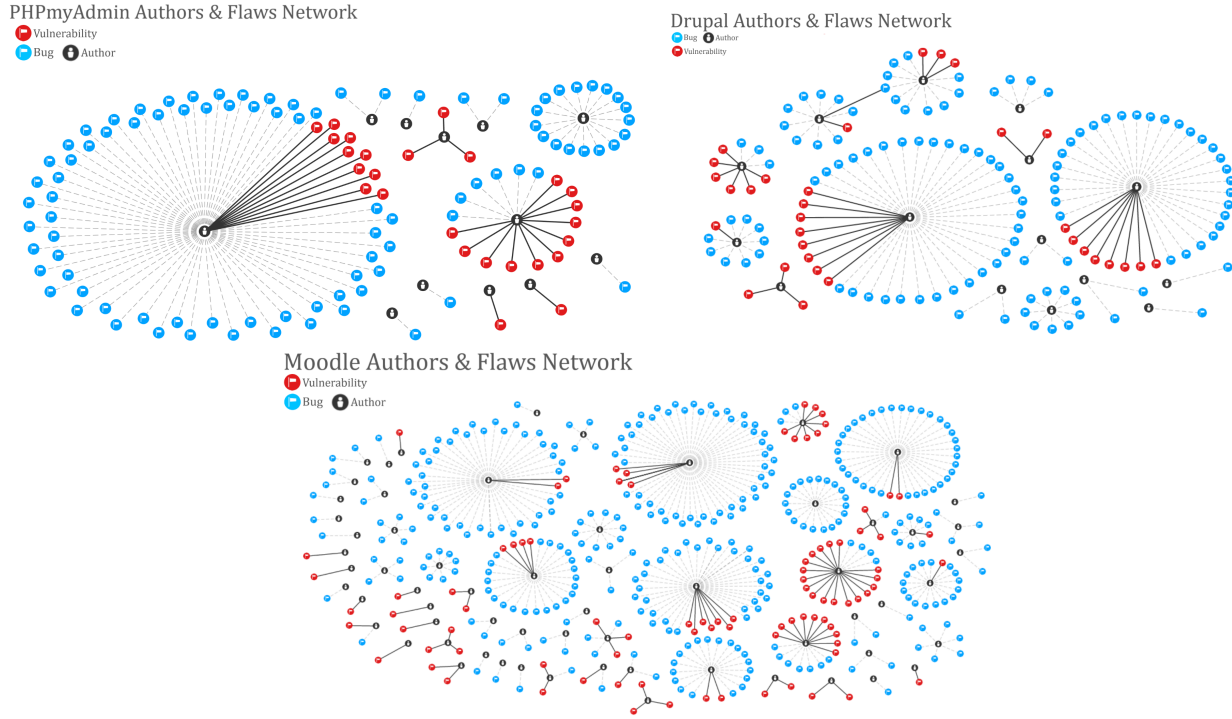 PHPmyAdmin Authors & Flaws Network
Vulnerability
Bug Author
Drupal Authors & Flaws Network
Bug Author
Vulnerability
Moodle Authors & Flaws Network
Vulnerability
Bug Author